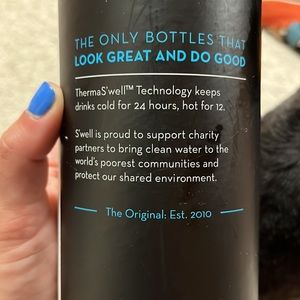 THE ONLY BOTTLES THAT
LOOK GREAT AND DO GOOD
ThermaS'well™ Technology keeps
drinks cold for 24 hours, hot for 12.
S'well is proud to support charity
partners to bring clean water to the
world's poorest communities and
protect our shared environment.
The Original: Est. 2010